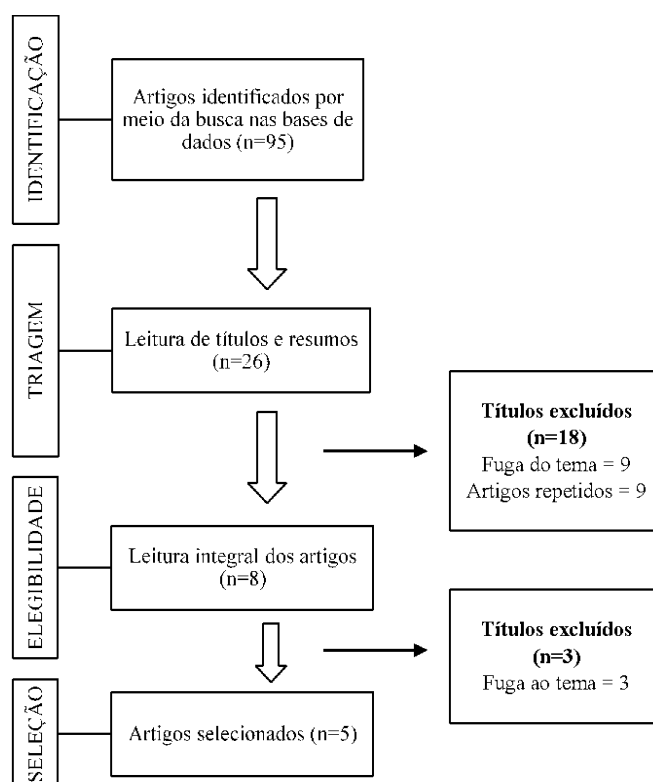 IDENTIFICAÇÃO
Artigos identificados por
meio da busca nas bases de
dados (n=95)
TRIAGEM
Leitura de títulos e resumos
(n=26)
Títulos excluídos
(n=18)
Fuga do tema = 9
Artigos repetidos = 9
ELEGIBILIDADE
Leitura integral dos artigos
(n=8)
Títulos excluídos
(n=3)
Fuga ao tema = 3
SELEÇÃO
Artigos selecionados (n=5)